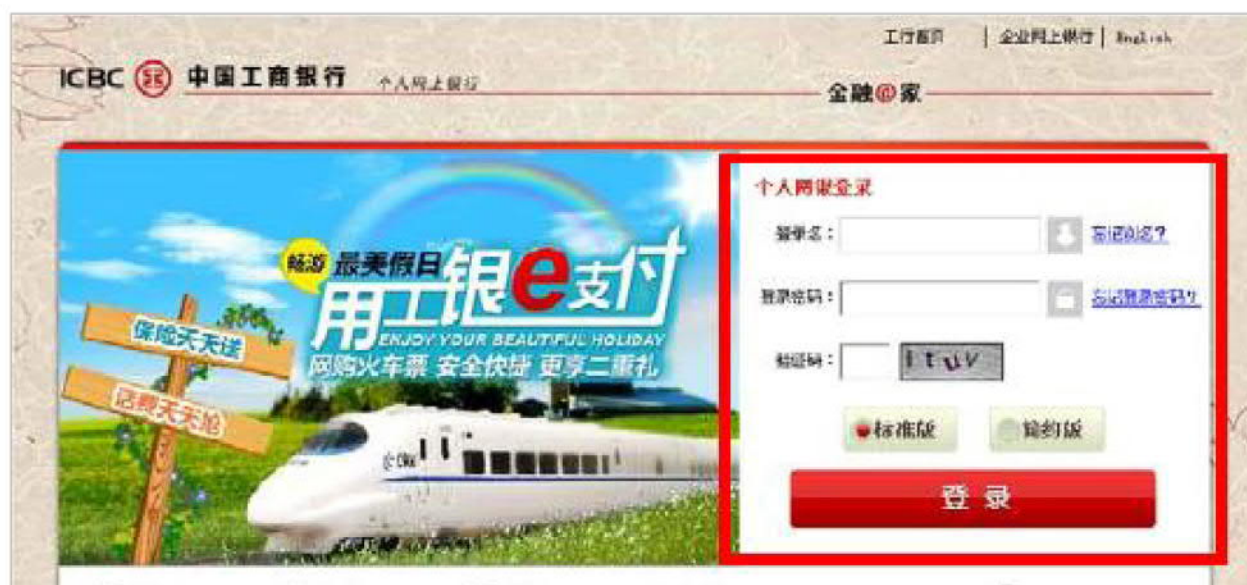 工行首页 | 企业网上银行 | English
ICBC 中国工商银行 个人网上银行
金融@家
个人网银登录
登录名：
忘记别名？
畅游 最美假日
用工银e支付
ENJOY YOUR BEAUTIFUL HOLIDAY
网购火车票 安全快捷 更享二重礼
保险天天送
话费天天抢
CRH
登录密码：
忘记登录密码？
验证码：
ituv
标准版 简约版
登录